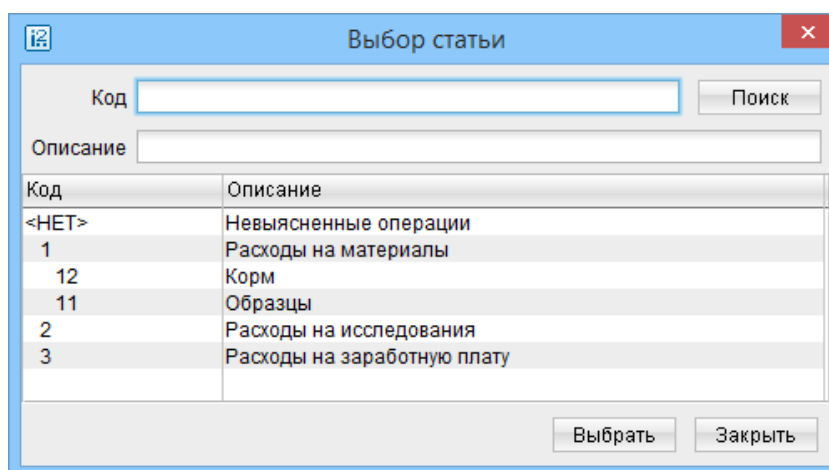 Выбор статьи
Код Поиск
Описание
Код Описание
<НЕТ> Невыясненные операции
1 Расходы на материалы
12 Корм
11 Образцы
2 Расходы на исследования
3 Расходы на заработную плату
Выбрать Закрыть